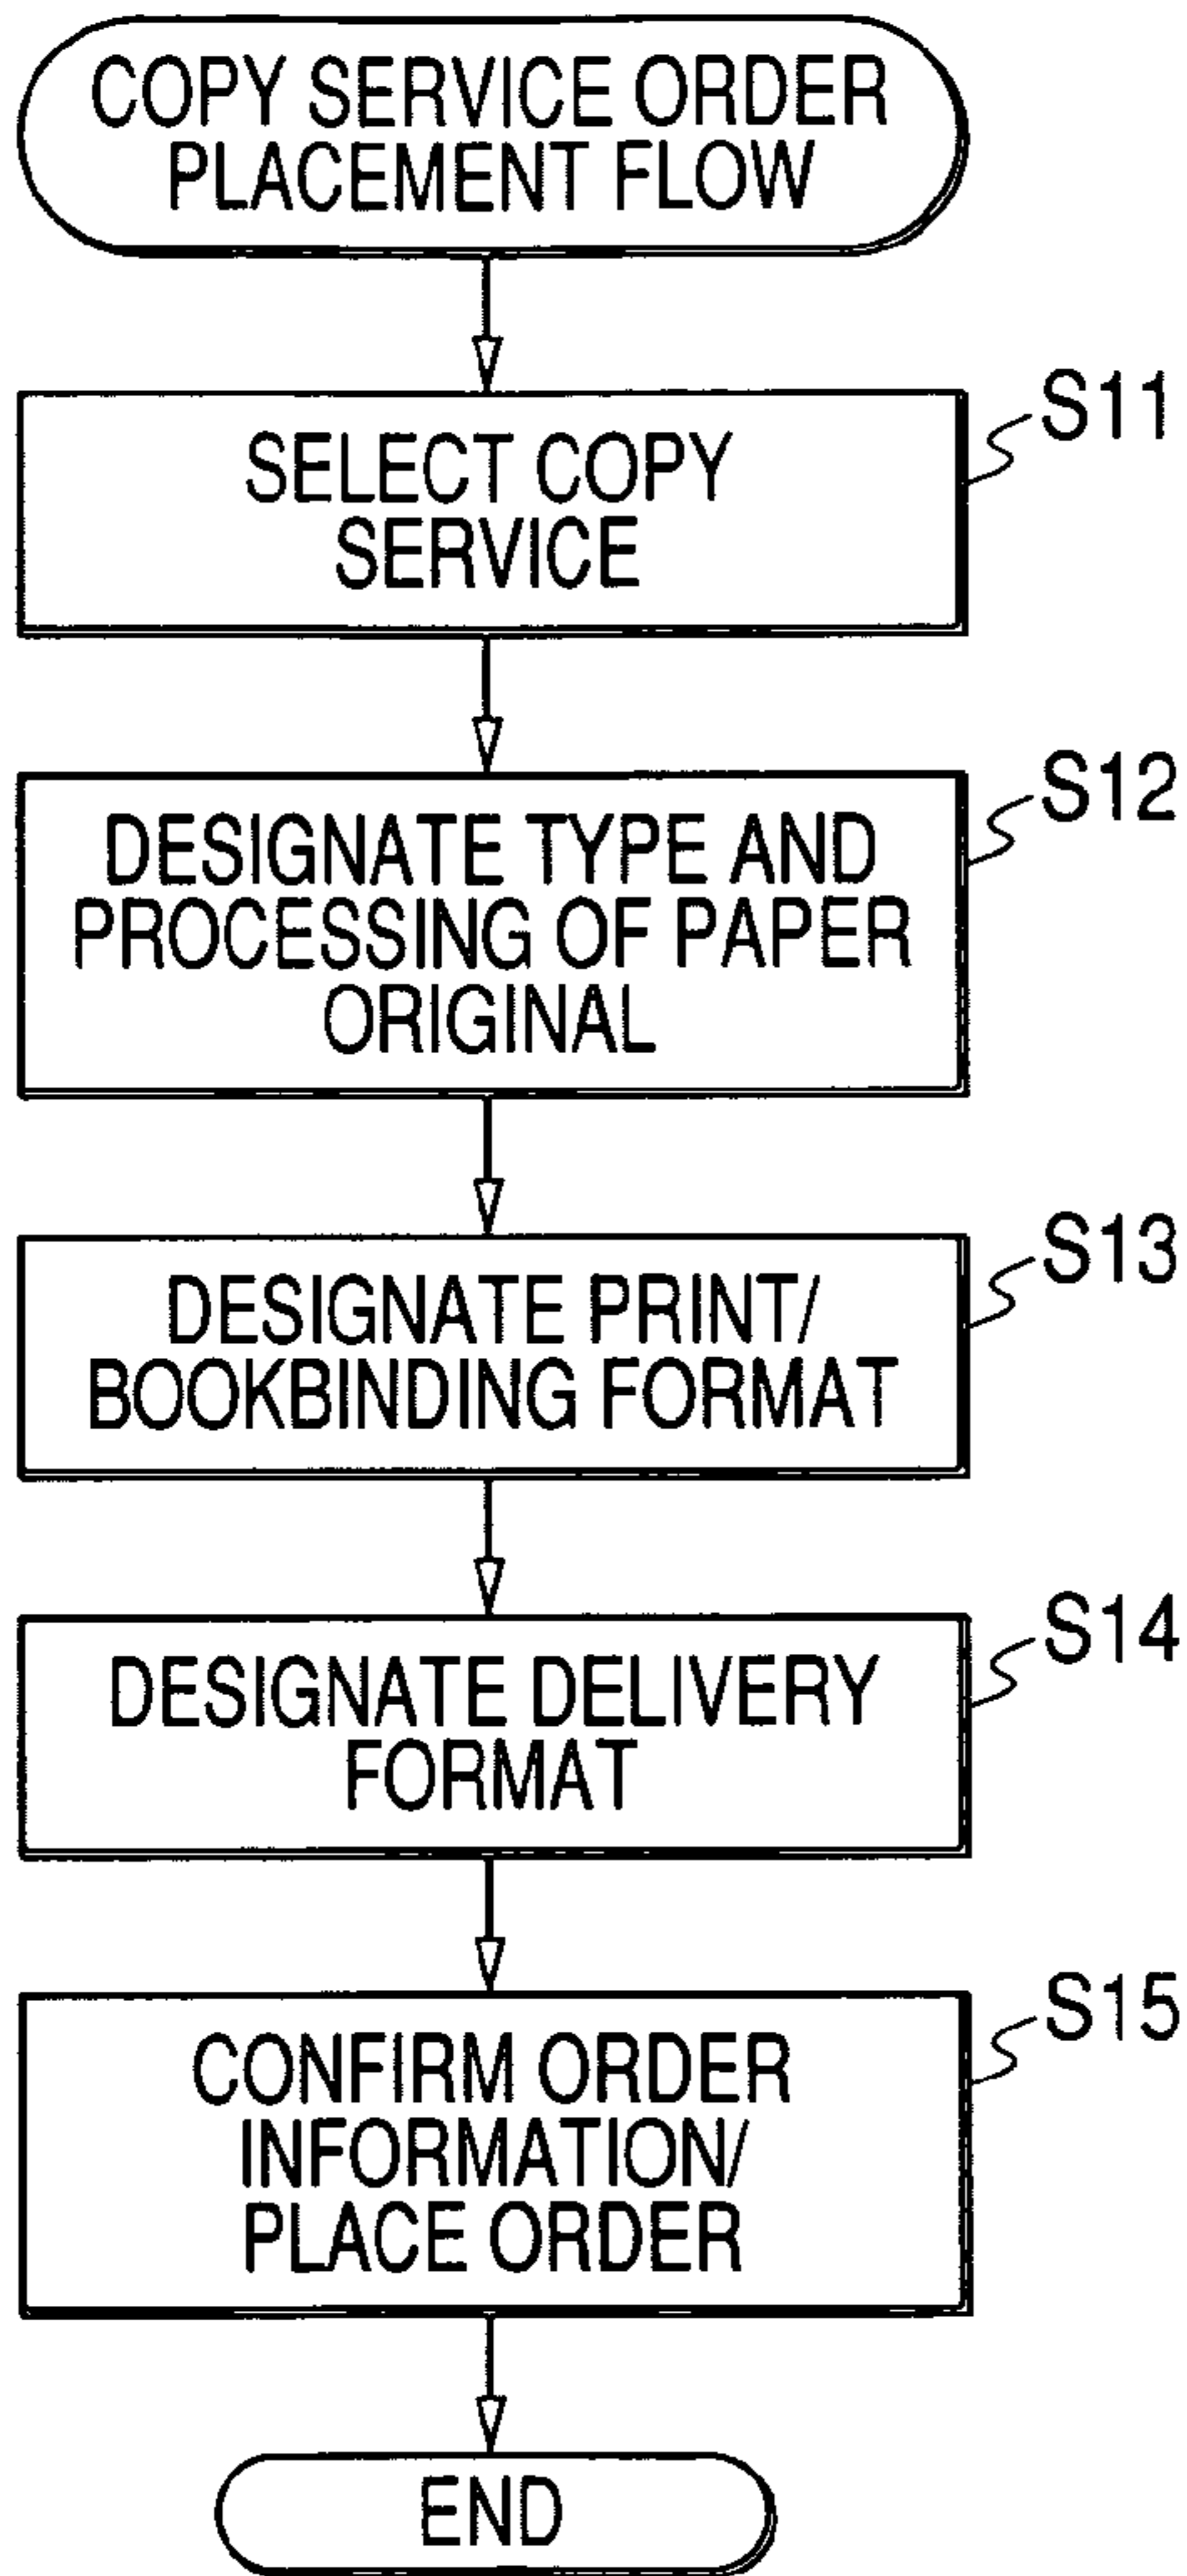 COPY SERVICE ORDER
PLACEMENT FLOW
S11
SELECT COPY
SERVICE
S12
DESIGNATE TYPE AND
PROCESSING OF PAPER
ORIGINAL
S13
DESIGNATE PRINT/
BOOKBINDING FORMAT
S14
DESIGNATE DELIVERY
FORMAT
S15
CONFIRM ORDER
INFORMATION/
PLACE ORDER
END